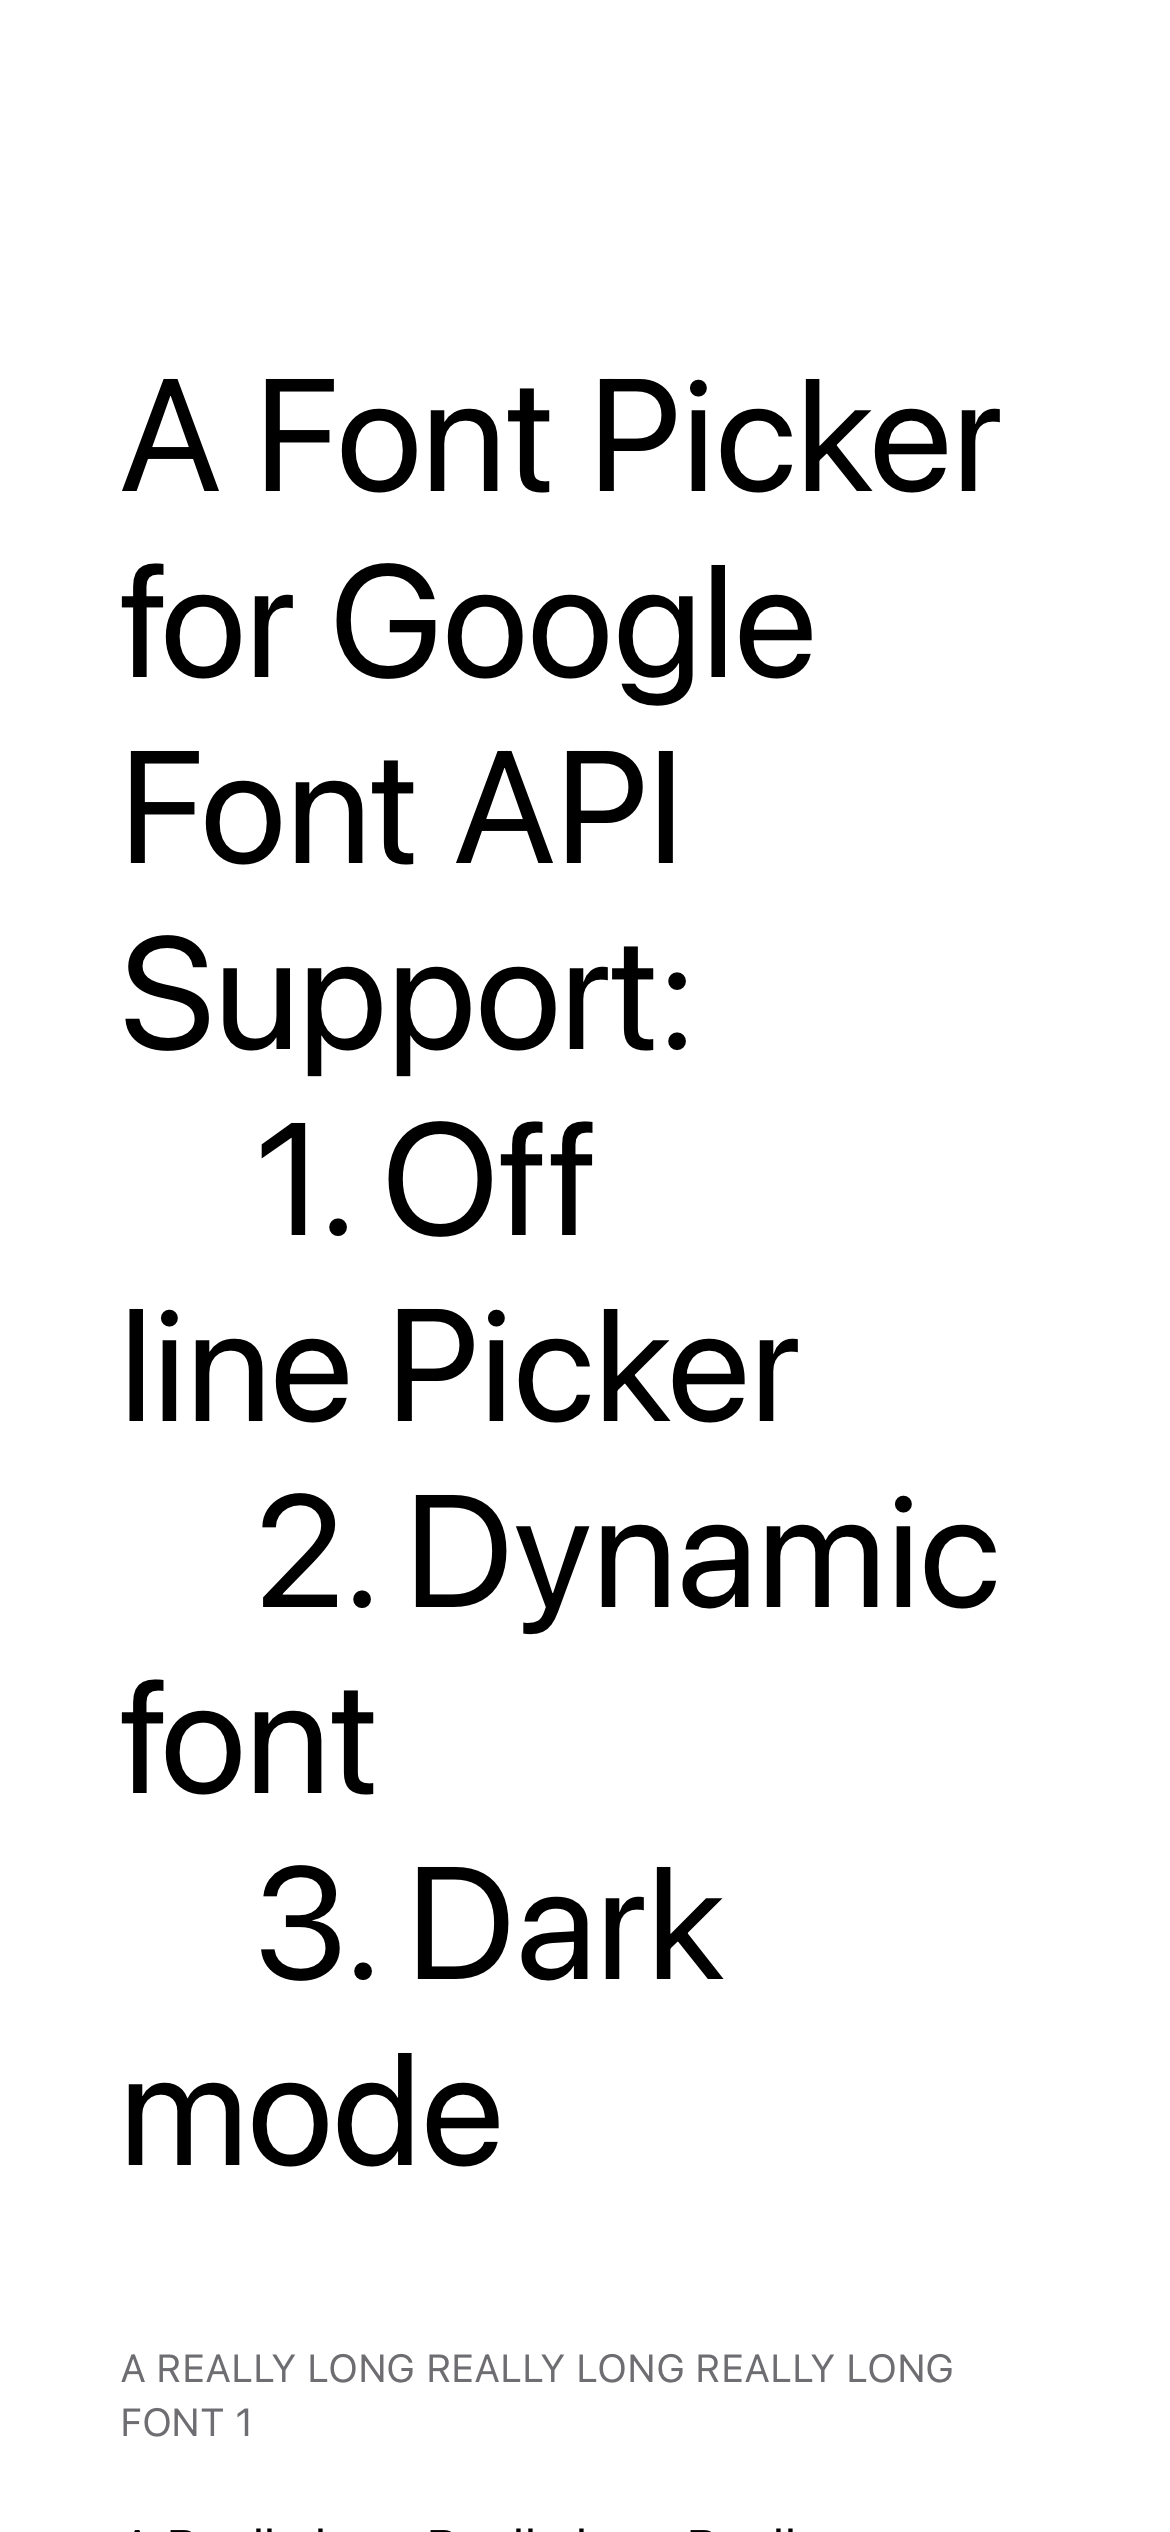 A Font Picker
for Google
Font API
Support:
1. Off
line Picker
2. Dynamic
font
3. Dark
mode
A REALLY LONG REALLY LONG REALLY LONG
FONT 1